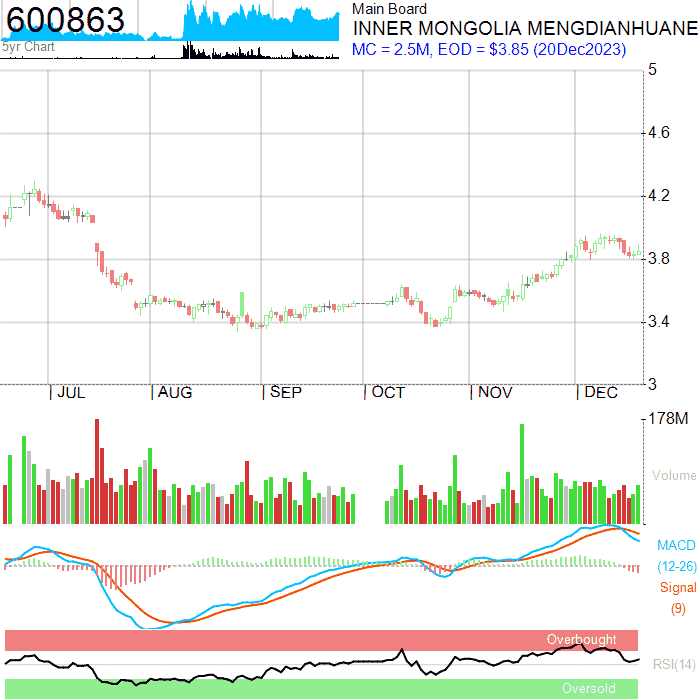 600863
5yr Chart
Main Board
INNER MONGOLIA MENGDIANHUANE
MC = 2.5M, EOD = $3.85 (20Dec2023)
5
4.6
4.2
3.8
3.4
3
JUL
AUG
SEP
OCT
NOV
DEC
178M
Volume
MACD
(12-26)
Signal
(9)
Overbought
RSI(14)
Oversold